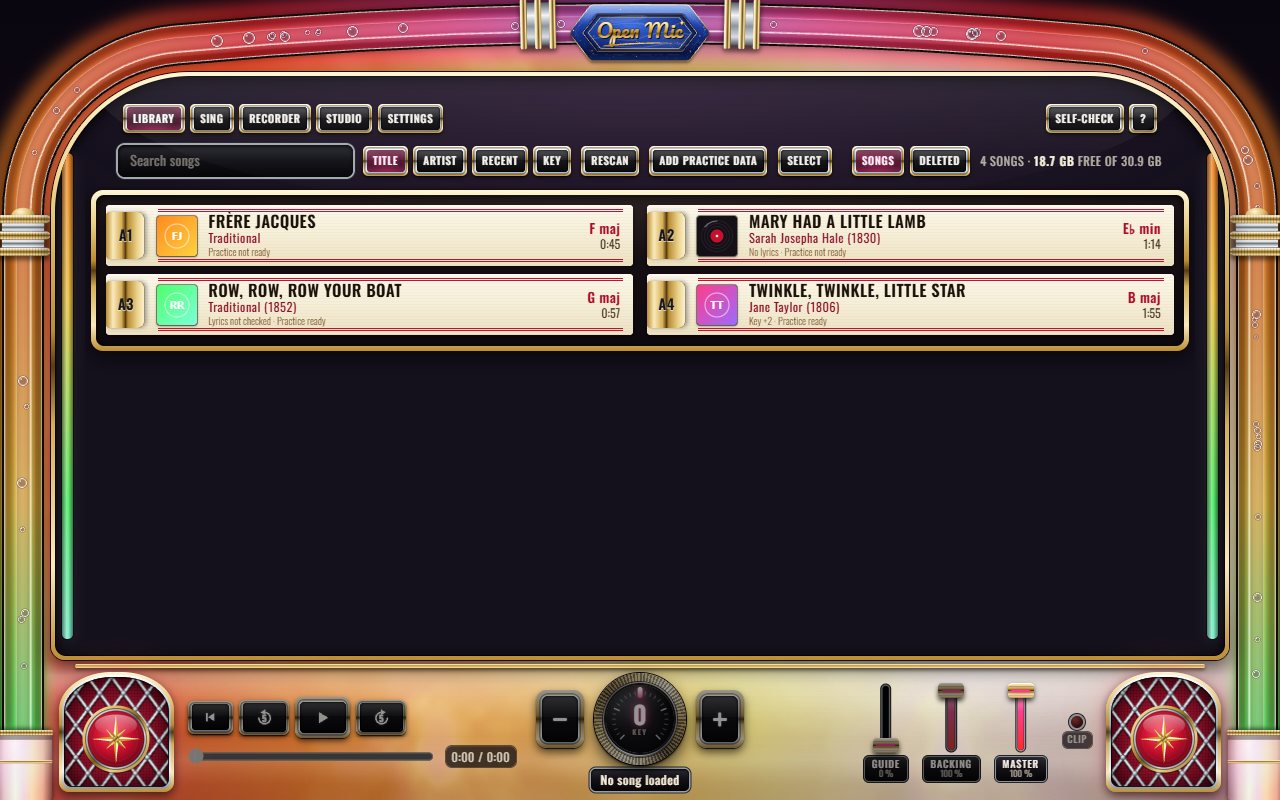 Open Mic
LIBRARY SING RECORDER STUDIO SETTINGS SELF-CHECK ?
Search songs TITLE ARTIST RECENT KEY RESCAN ADD PRACTICE DATA SELECT SONGS DELETED 4 SONGS · 18.7 GB FREE OF 30.9 GB
A1 FJ FRÈRE JACQUES
Traditional
Practice not ready
F maj
0:45
A2 MARY HAD A LITTLE LAMB
Sarah Josepha Hale (1830)
No lyrics · Practice not ready
E♭ min
1:14
A3 RR ROW, ROW, ROW YOUR BOAT
Traditional (1852)
Lyrics not checked · Practice ready
G maj
0:57
A4 TT TWINKLE, TWINKLE, LITTLE STAR
Jane Taylor (1806)
Key +2 · Practice ready
B maj
1:55
5 5
0:00 / 0:00
− 0 +
KEY
No song loaded
GUIDE
0 %
BACKING
100 %
MASTER
100 %
CLIP